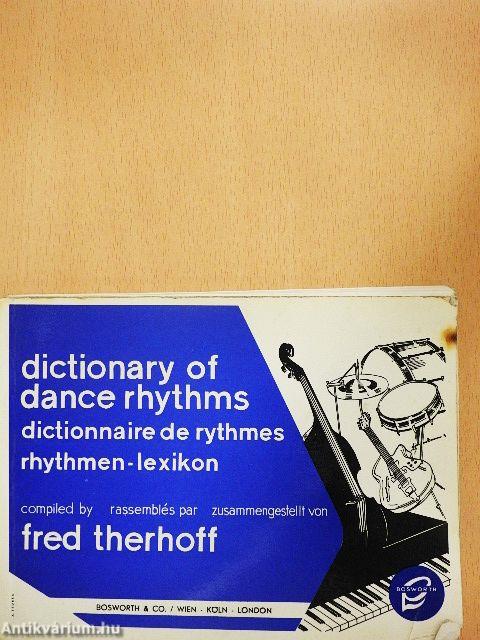 dictionary of
dance rhythms
dictionnaire de rythmes
rhythmen-lexikon
compiled by rassemblés par zusammengestellt von
fred therhoff
BOSWORTH
BOSWORTH & CO. / WIEN - KÖLN - LONDON
Antikvárium.hu